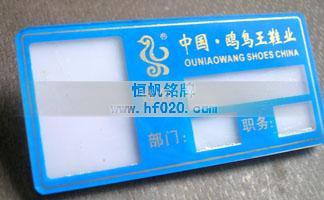 ®
中国·鸥鸟王鞋业
OUNIAOWANG SHOES CHINA
恒帆铭牌
www.hf020.com
部门: 职务: